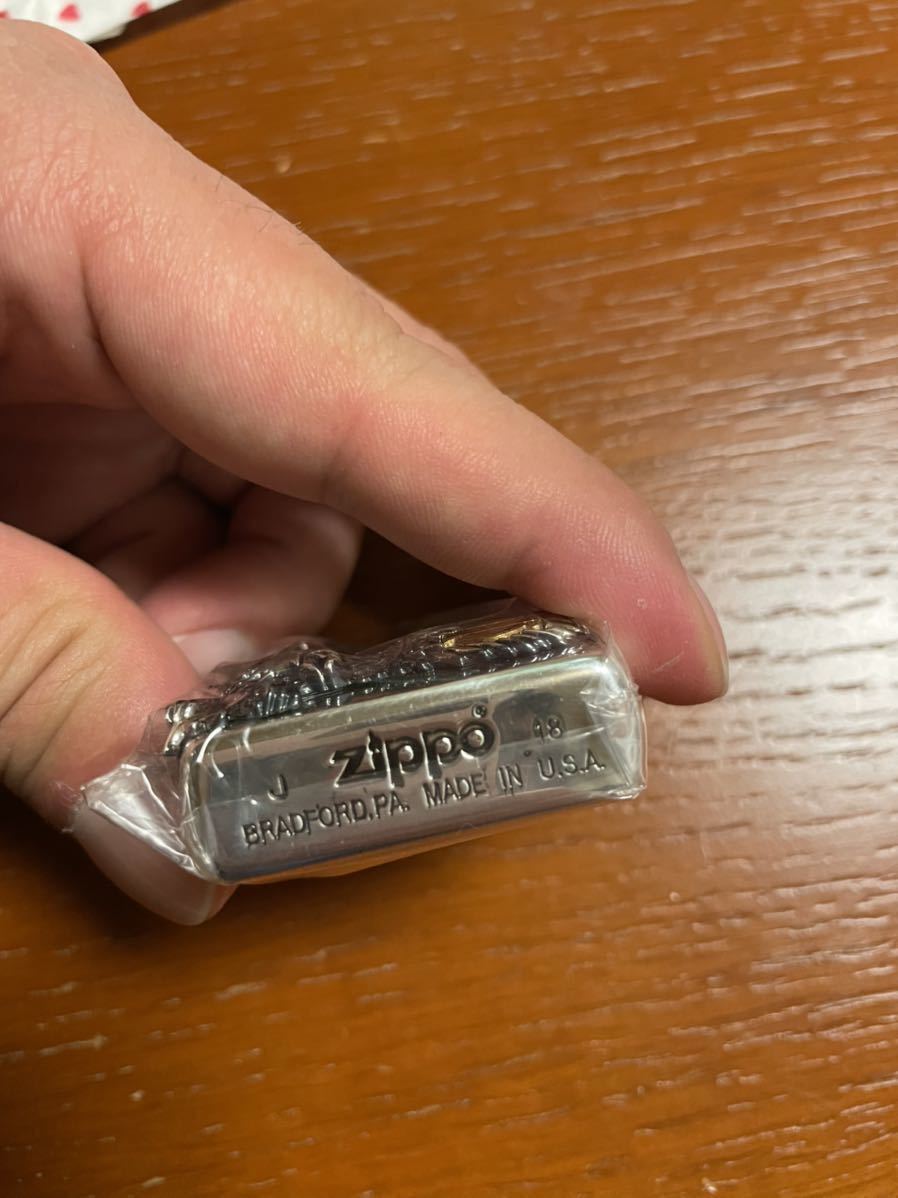 J zippo® 18
BRADFORD,PA. MADE IN U.S.A.